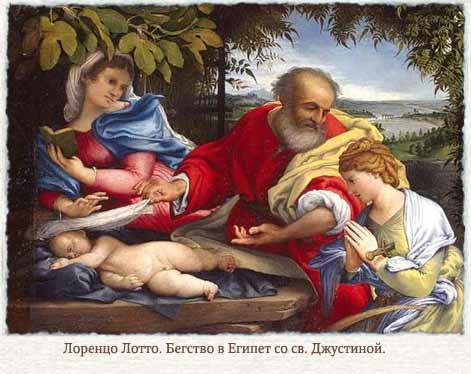 Лоренцо Лотто. Бегство в Египет со св. Джустиной.